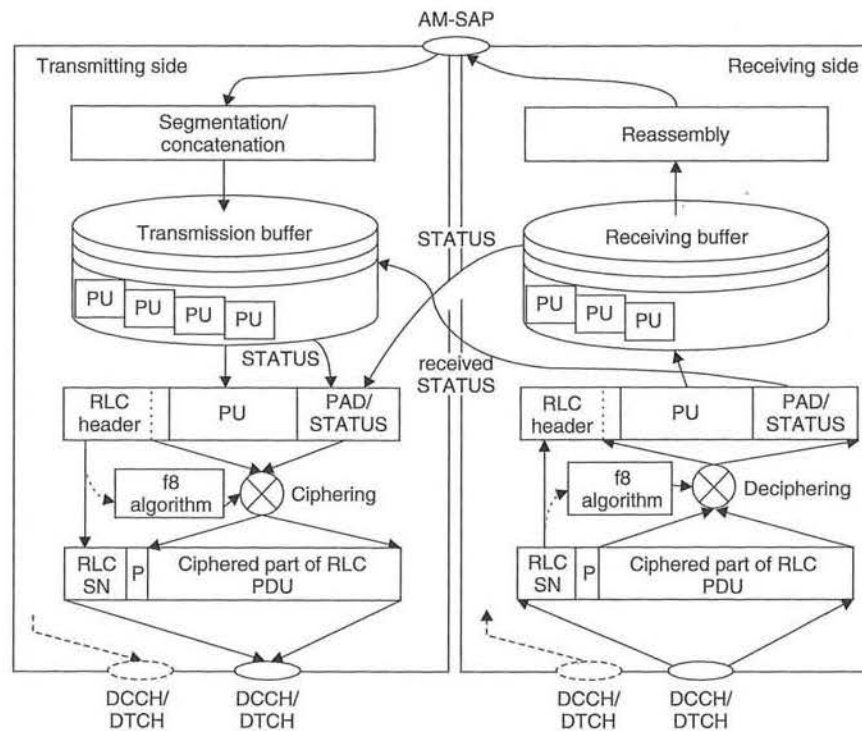 AM-SAP
Transmitting side
Receiving side
Segmentation/
concatenation
Reassembly
Transmission buffer
STATUS
Receiving buffer
PU
PU
PU
PU
PU
PU
PU
STATUS
received
STATUS
RLC
header
PU
PAD/
STATUS
RLC
header
PU
PAD/
STATUS
f8
algorithm
Ciphering
f8
algorithm
Deciphering
RLC
SN
P
Ciphered part of RLC
PDU
RLC
SN
P
Ciphered part of RLC
PDU
DCCH/
DTCH
DCCH/
DTCH
DCCH/
DTCH
DCCH/
DTCH